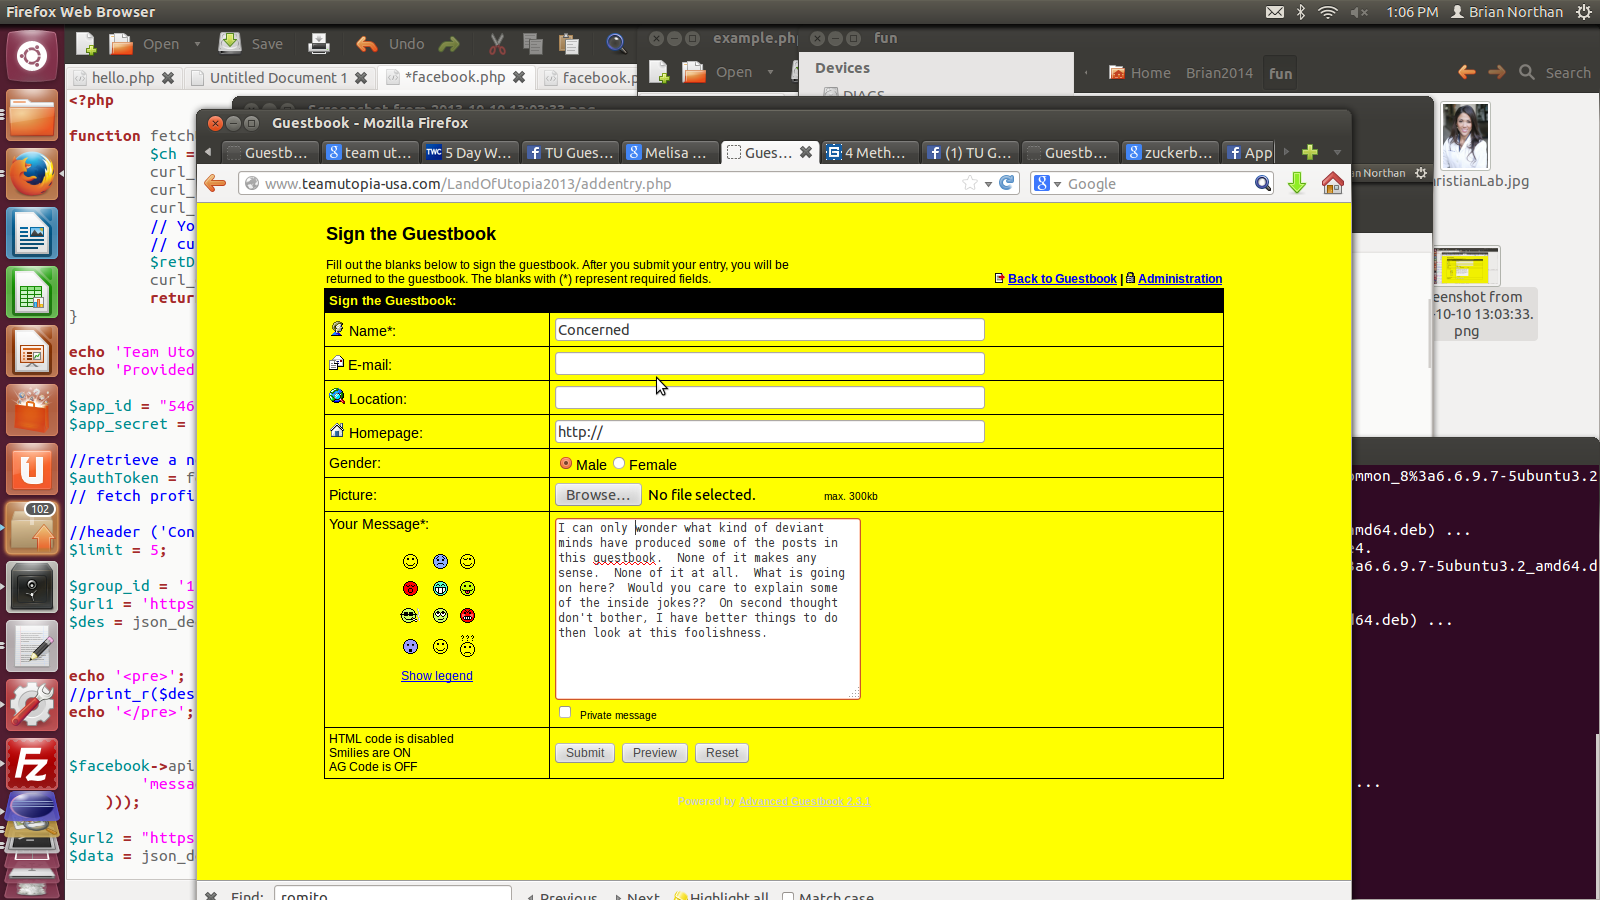 Firefox Web Browser
1:06 PM
Brian Northan
Open
Save
Undo
example.ph
fun
hello.php
Untitled Document 1
*facebook.php
facebook.p
Open
Devices
Home
Brian2014
fun
Search
<?php
function fetch
$ch =
curl_
curl_
curl_
// Yo
// cu
$retD
curl_
retur
}
echo 'Team Uto
echo 'Provided
$app_id = "546
$app_secret =
//retrieve a n
$authToken = f
// fetch profi
//header ('Con
$limit = 5;
$group_id = '1
$url1 = 'https
$des = json_de
echo '<pre>';
//print_r($des
echo '</pre>';
$facebook->api
'messa
)));
$url2 = "https
$data = json_d
102
Guestbook - Mozilla Firefox
Guestb...
team ut...
TWC
5 Day W...
TU Gues...
Melisa ...
Gues...
4 Meth...
(1) TU G...
Guestb...
zuckerb...
App
www.teamutopia-usa.com/LandOfUtopia2013/addentry.php
Google
Sign the Guestbook
Fill out the blanks below to sign the guestbook. After you submit your entry, you will be
returned to the guestbook. The blanks with (*) represent required fields.
Back to Guestbook | Administration
Sign the Guestbook:
Name*:
Concerned
E-mail:
Location:
Homepage:
http://
Gender:
Male
Female
Picture:
Browse...
No file selected.
max. 300kb
Your Message*:
I can only wonder what kind of deviant
minds have produced some of the posts in
this guestbook.  None of it makes any
sense.  None of it at all.  What is going
on here?  Would you care to explain some
of the inside jokes??  On second thought
don't bother, I have better things to do
then look at this foolishness.
Show legend
Private message
HTML code is disabled
Smilies are ON
AG Code is OFF
Submit
Preview
Reset
Powered by Advanced Guestbook 2.3.1
Find:
romito
Previous
Next
Highlight all
Match case
ristianLab.jpg
an Northan
eenshot from
-10-10 13:03:33.
png
ommon_8%3a6.6.9.7-5ubuntu3.2
amd64.deb) ...
e4.
3a6.6.9.7-5ubuntu3.2_amd64.d
d64.deb) ...
...